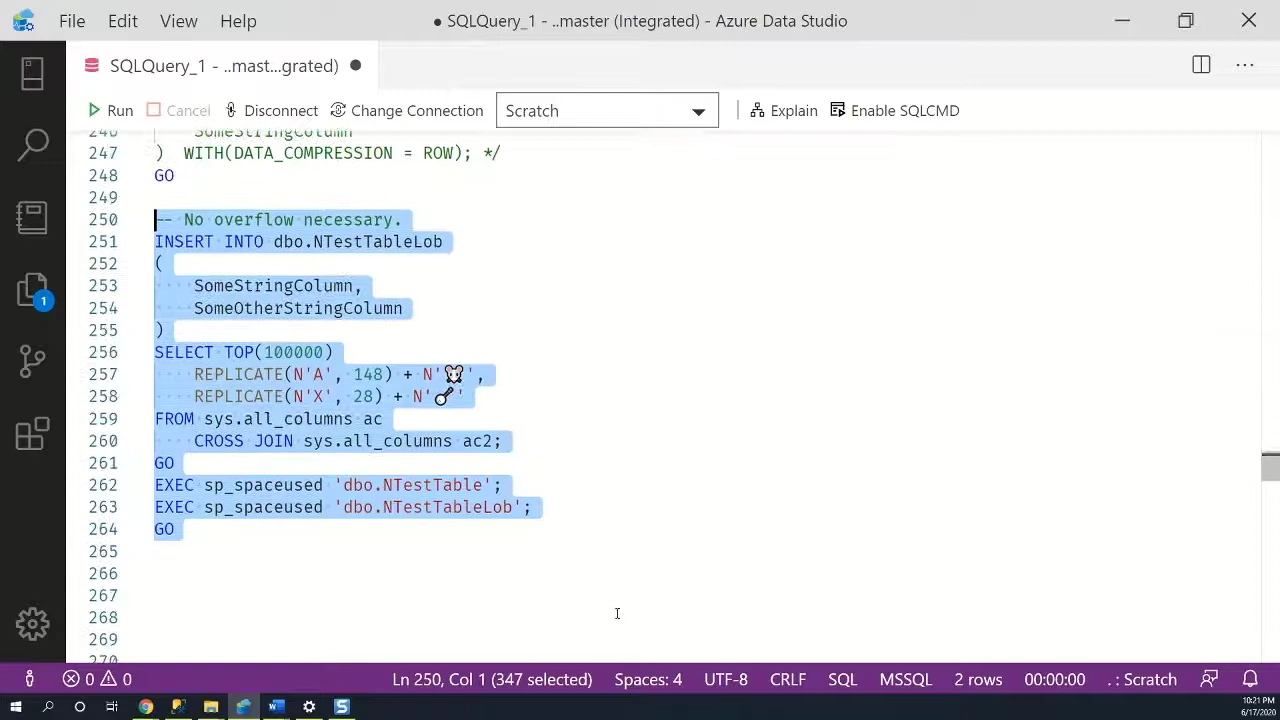 File Edit View Help ● SQLQuery_1 - ..master (Integrated) - Azure Data Studio
SQLQuery_1 - ..mast...grated) ●
Run Cancel Disconnect Change Connection Scratch Explain Enable SQLCMD
246 SomeStringColumn
247 ) WITH(DATA_COMPRESSION = ROW); */
248 GO
249
250 -- No overflow necessary.
251 INSERT INTO dbo.NTestTableLob
252 (
253 SomeStringColumn,
254 SomeOtherStringColumn
255 )
256 SELECT TOP(100000)
257 REPLICATE(N'A', 148) + N'🐭',
258 REPLICATE(N'X', 28) + N'🍳'
259 FROM sys.all_columns ac
260 CROSS JOIN sys.all_columns ac2;
261 GO
262 EXEC sp_spaceused 'dbo.NTestTable';
263 EXEC sp_spaceused 'dbo.NTestTableLob';
264 GO
265
266
267
268
269
270
1
0 0 Ln 250, Col 1 (347 selected) Spaces: 4 UTF-8 CRLF SQL MSSQL 2 rows 00:00:00 . : Scratch
10:21 PM
6/17/2020